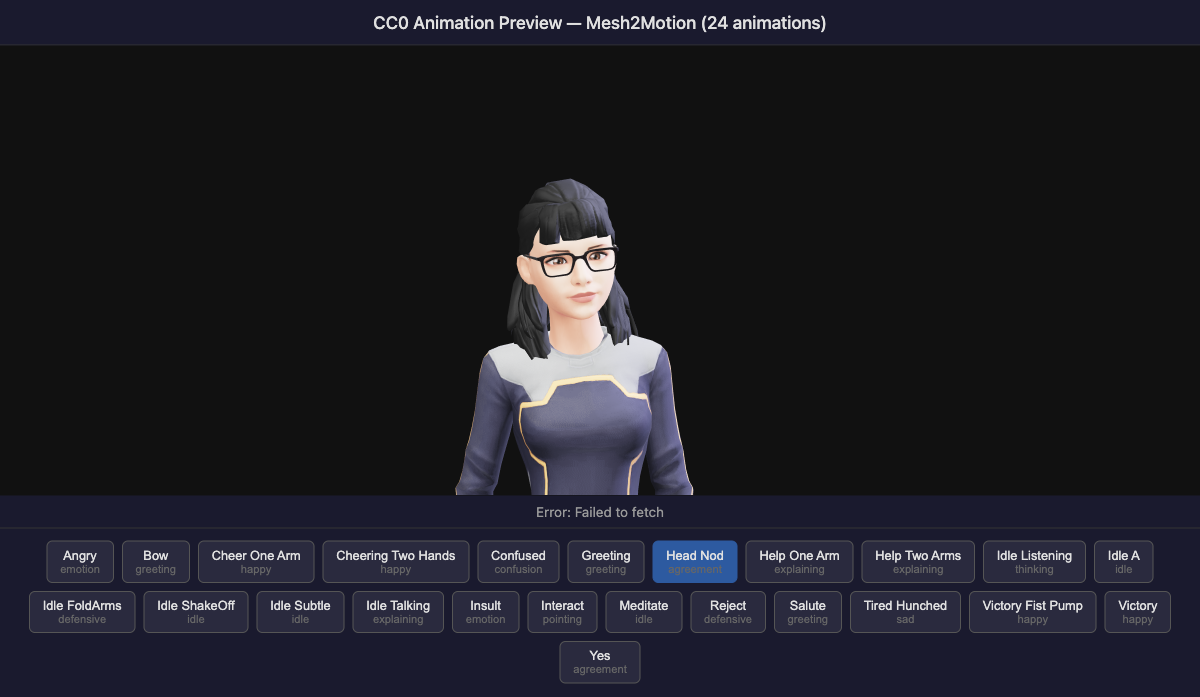 CC0 Animation Preview — Mesh2Motion (24 animations)
Error: Failed to fetch
Angry
emotion
Bow
greeting
Cheer One Arm
happy
Cheering Two Hands
happy
Confused
confusion
Greeting
greeting
Head Nod
agreement
Help One Arm
explaining
Help Two Arms
explaining
Idle Listening
thinking
Idle A
idle
Idle FoldArms
defensive
Idle ShakeOff
idle
Idle Subtle
idle
Idle Talking
explaining
Insult
emotion
Interact
pointing
Meditate
idle
Reject
defensive
Salute
greeting
Tired Hunched
sad
Victory Fist Pump
happy
Victory
happy
Yes
agreement